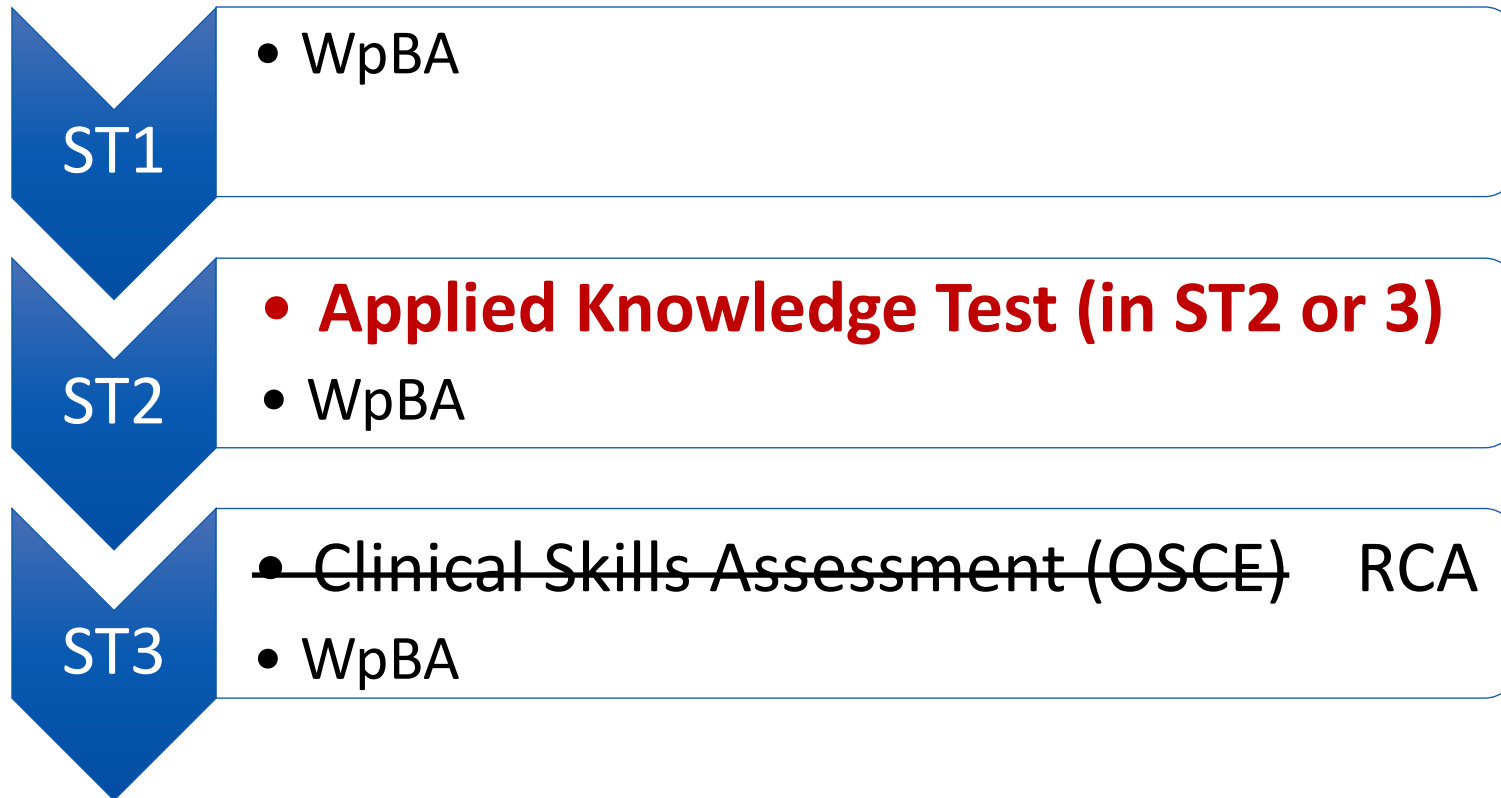 ST1
• WpBA
ST2
• Applied Knowledge Test (in ST2 or 3)
• WpBA
ST3
• Clinical Skills Assessment (OSCE) RCA
• WpBA